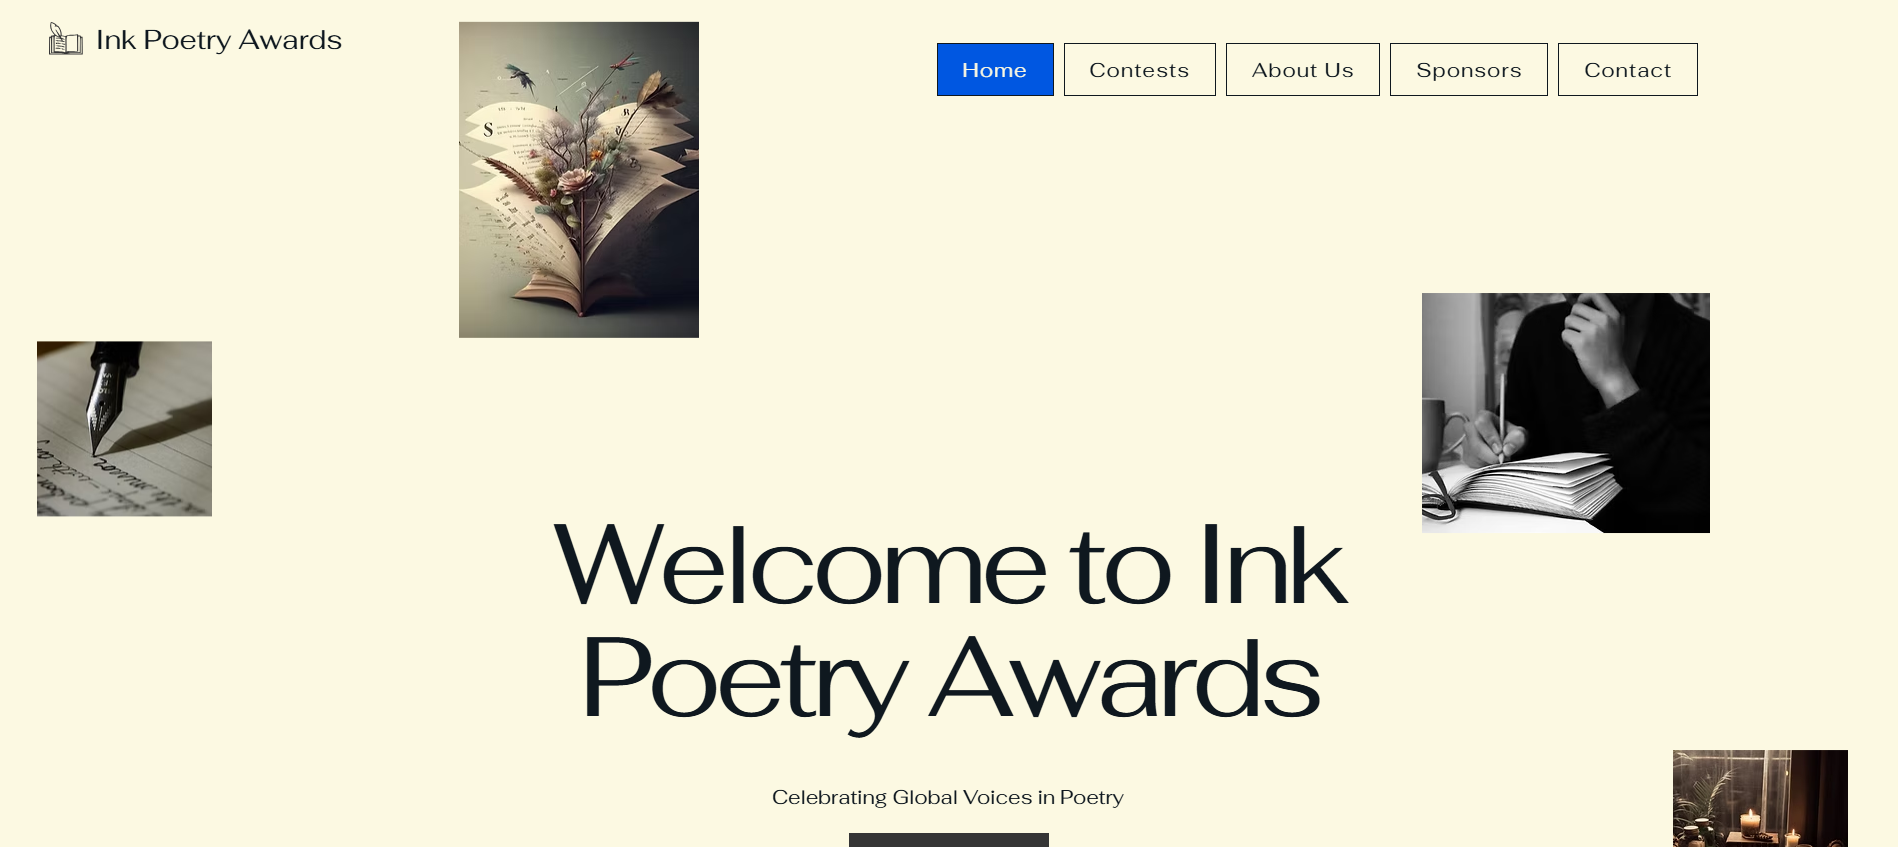 Ink Poetry Awards
Home
Contests
About Us
Sponsors
Contact
S
R
Welcome to Ink
Poetry Awards
Celebrating Global Voices in Poetry